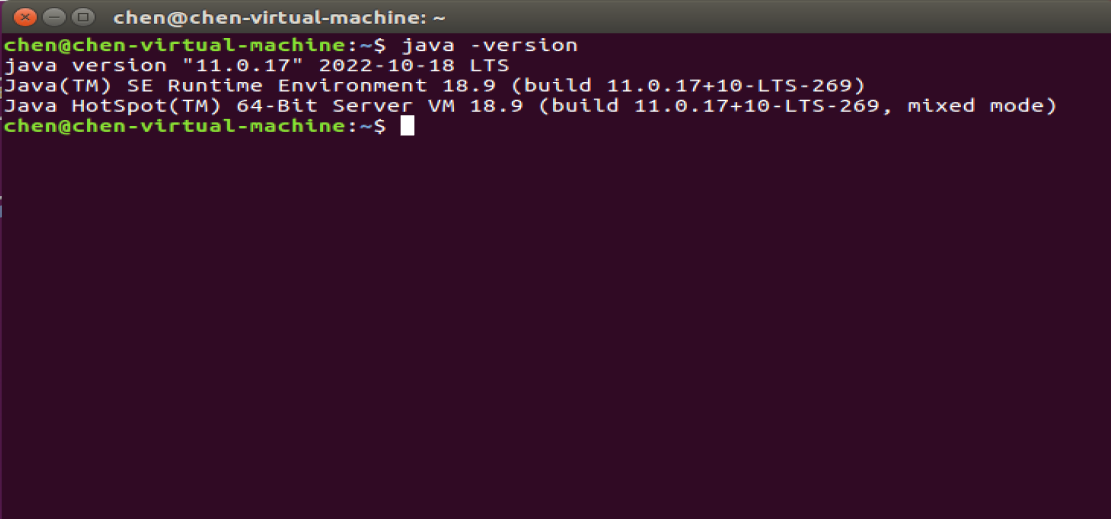 chen@chen-virtual-machine: ~
chen@chen-virtual-machine:~$ java -version
java version "11.0.17" 2022-10-18 LTS
Java(TM) SE Runtime Environment 18.9 (build 11.0.17+10-LTS-269)
Java HotSpot(TM) 64-Bit Server VM 18.9 (build 11.0.17+10-LTS-269, mixed mode)
chen@chen-virtual-machine:~$